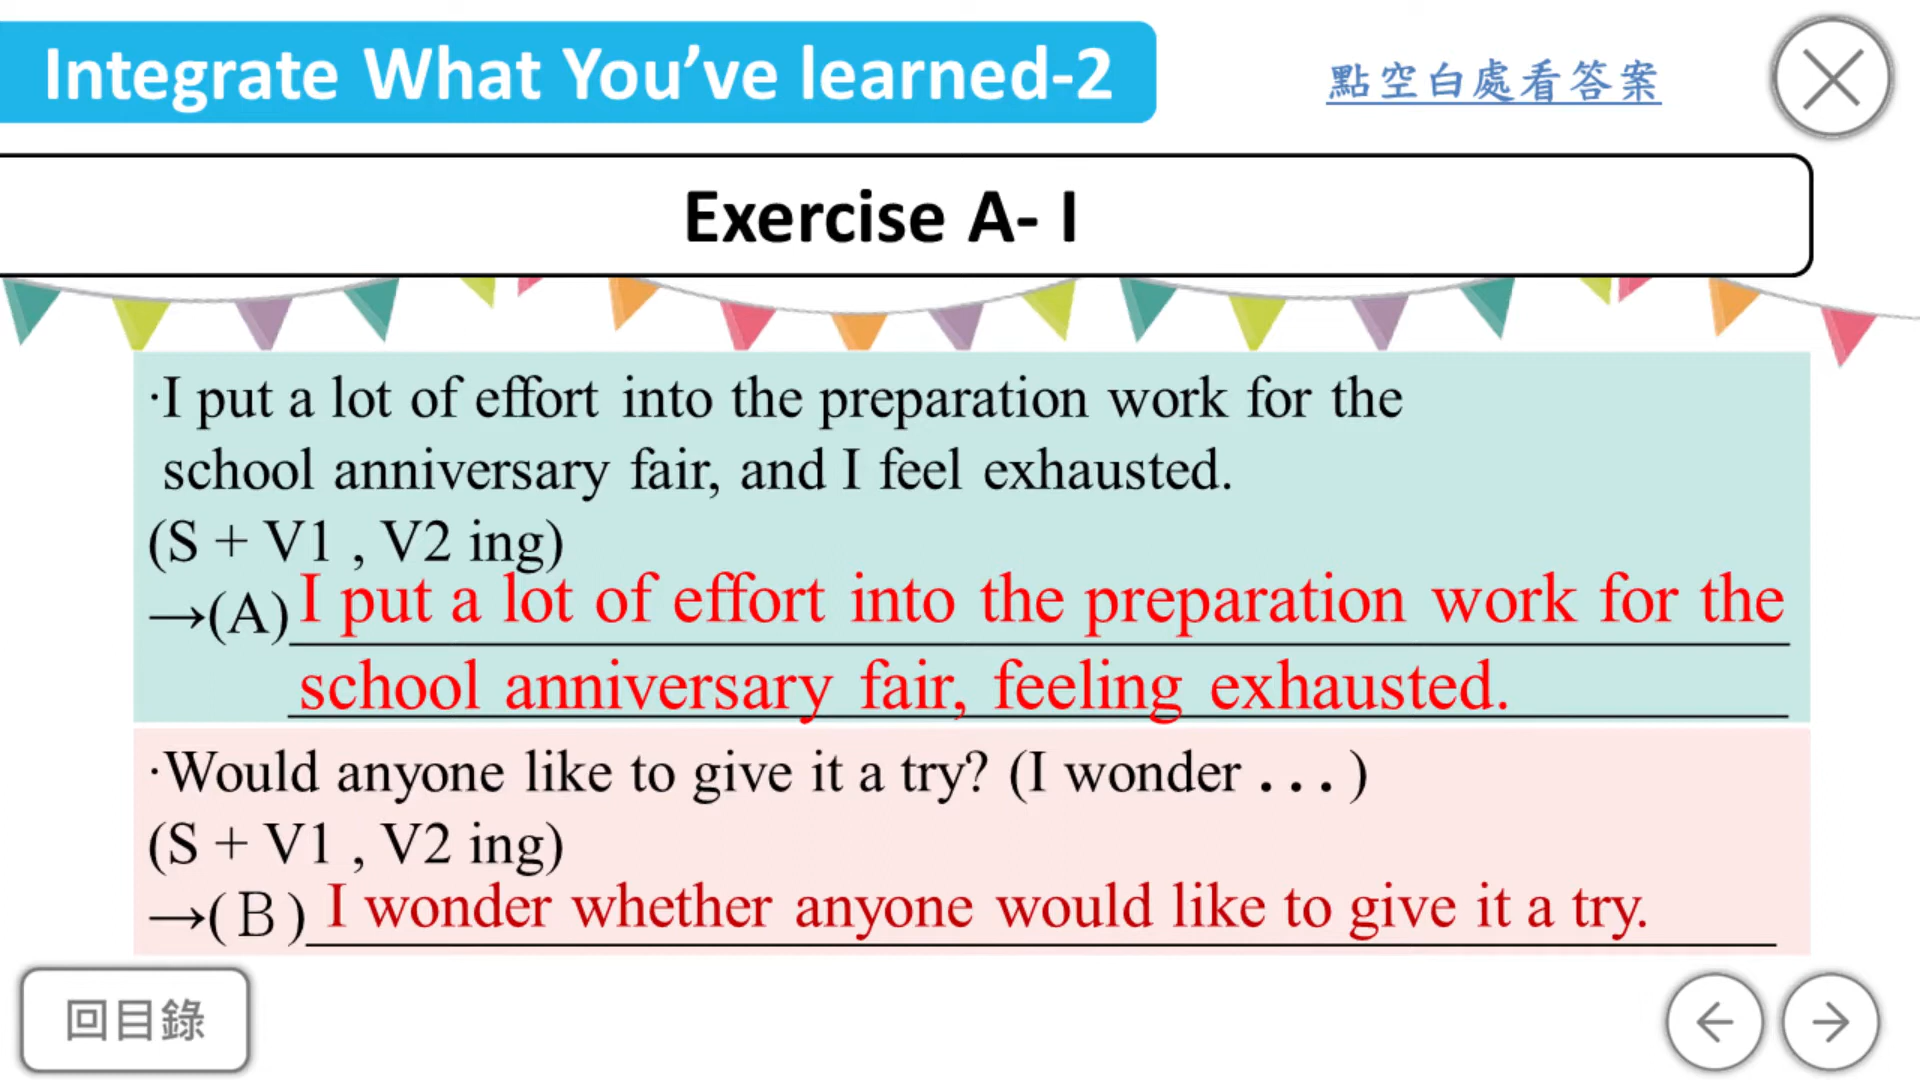 Integrate What You’ve learned-2
點空白處看答案
Exercise A- I
·I put a lot of effort into the preparation work for the
school anniversary fair, and I feel exhausted.
(S + V1 , V2 ing)
→(A) I put a lot of effort into the preparation work for the
school anniversary fair, feeling exhausted.
·Would anyone like to give it a try? (I wonder . . . )
(S + V1 , V2 ing)
→(B) I wonder whether anyone would like to give it a try.
回目錄